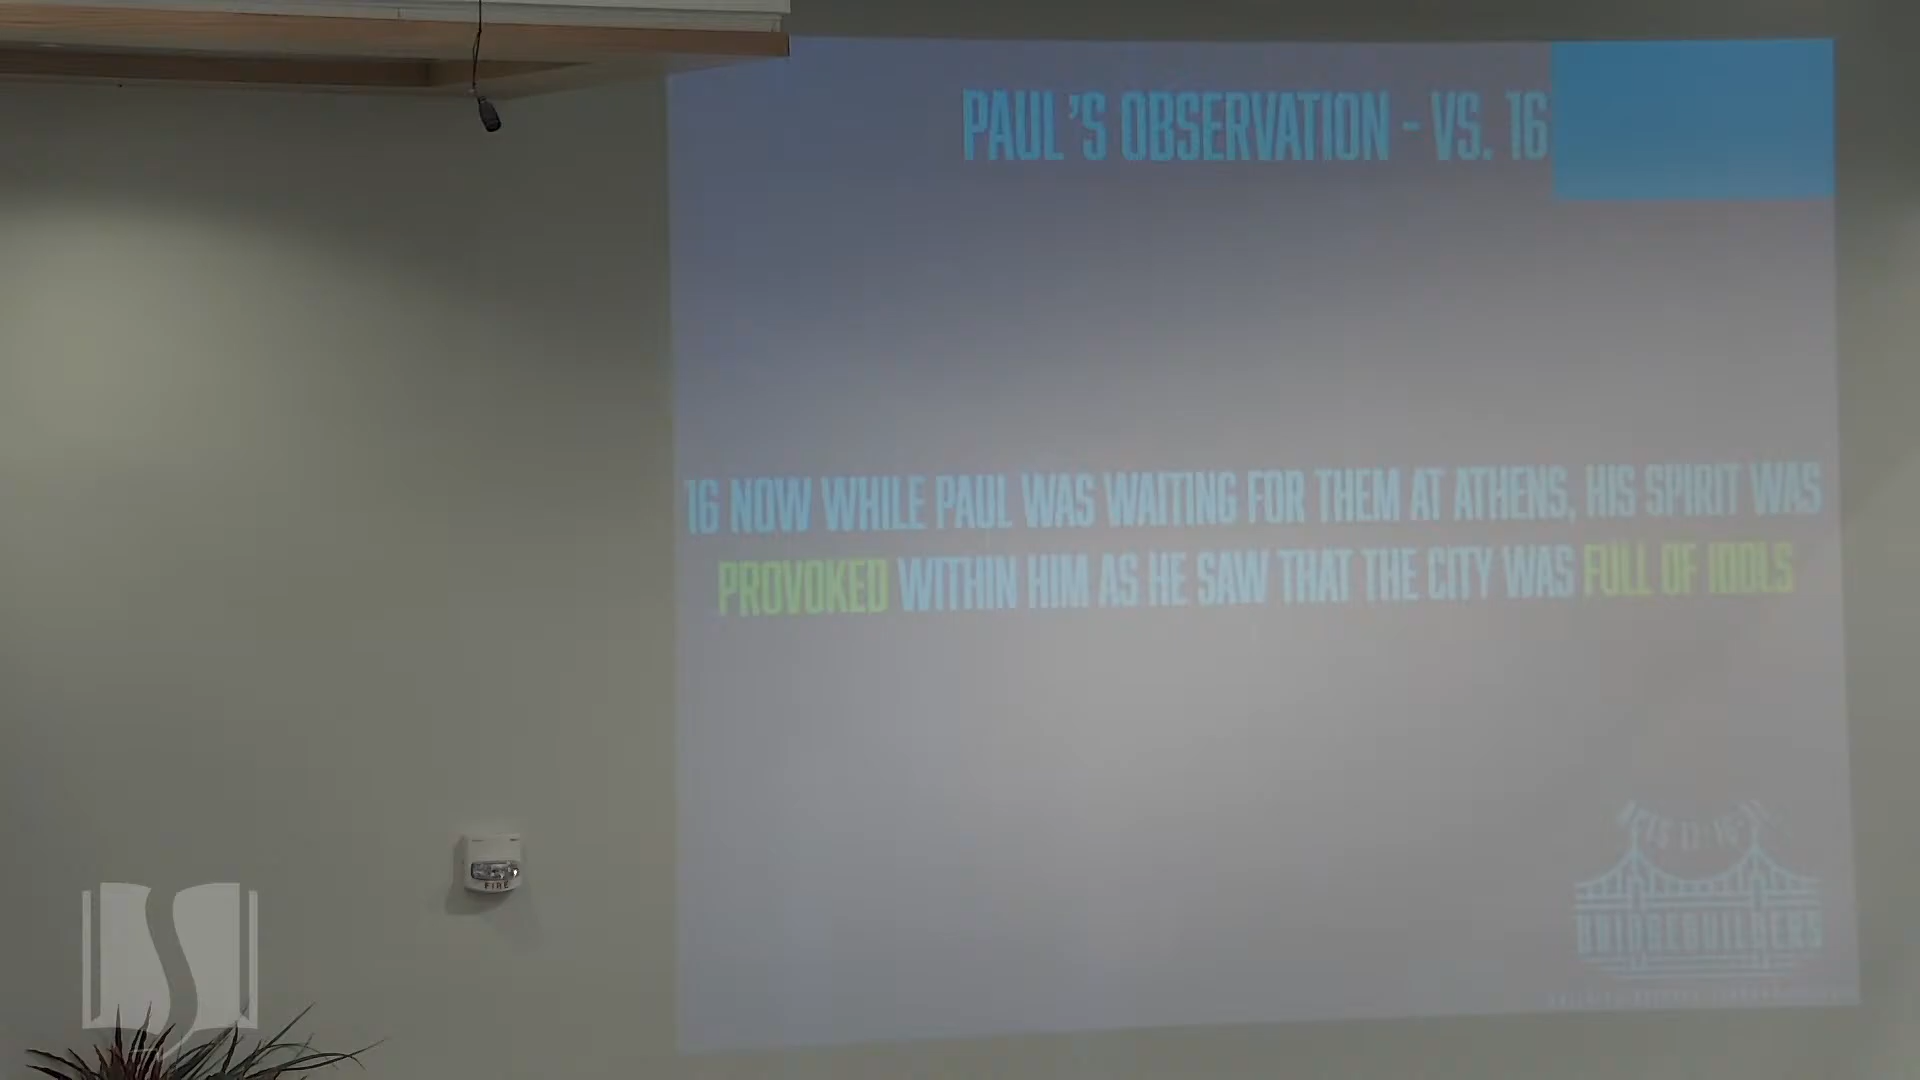 PAUL'S OBSERVATION - VS. 16
16 NOW WHILE PAUL WAS WAITING FOR THEM AT ATHENS, HIS SPIRIT WAS
PROVOKED WITHIN HIM AS HE SAW THAT THE CITY WAS FULL OF IDOLS
FIRE
BRIDGEBUILDERS